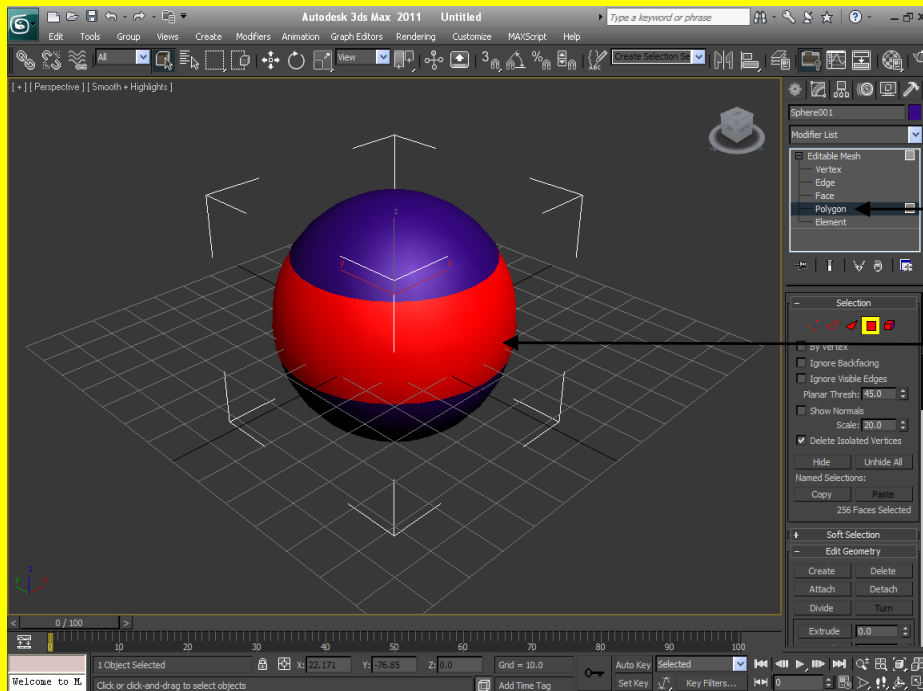 Autodesk 3ds Max 2011 Untitled
Type a keyword or phrase
Edit Tools Group Views Create Modifiers Animation Graph Editors Rendering Customize MAXScript Help
All
View
3
Create Selection Se
[ + ] [ Perspective ] [ Smooth + Highlights ]
z
y
x
Sphere001
Modifier List
Editable Mesh
Vertex
Edge
Face
Polygon
Element
Selection
By Vertex
Ignore Backfacing
Ignore Visible Edges
Planar Thresh: 45.0
Show Normals
Scale: 20.0
Delete Isolated Vertices
Hide Unhide All
Named Selections:
Copy Paste
256 Faces Selected
+ Soft Selection
- Edit Geometry
Create Delete
Attach Detach
Divide Turn
Extrude 0.0
z
y
x
< 0 / 100 >
0 10 20 30 40 50 60 70 80 90 100
1 Object Selected X: 22.171 Y: -76.85 Z: 0.0 Grid = 10.0 Auto Key Selected
Welcome to M Click or click-and-drag to select objects Add Time Tag Set Key Key Filters... 0